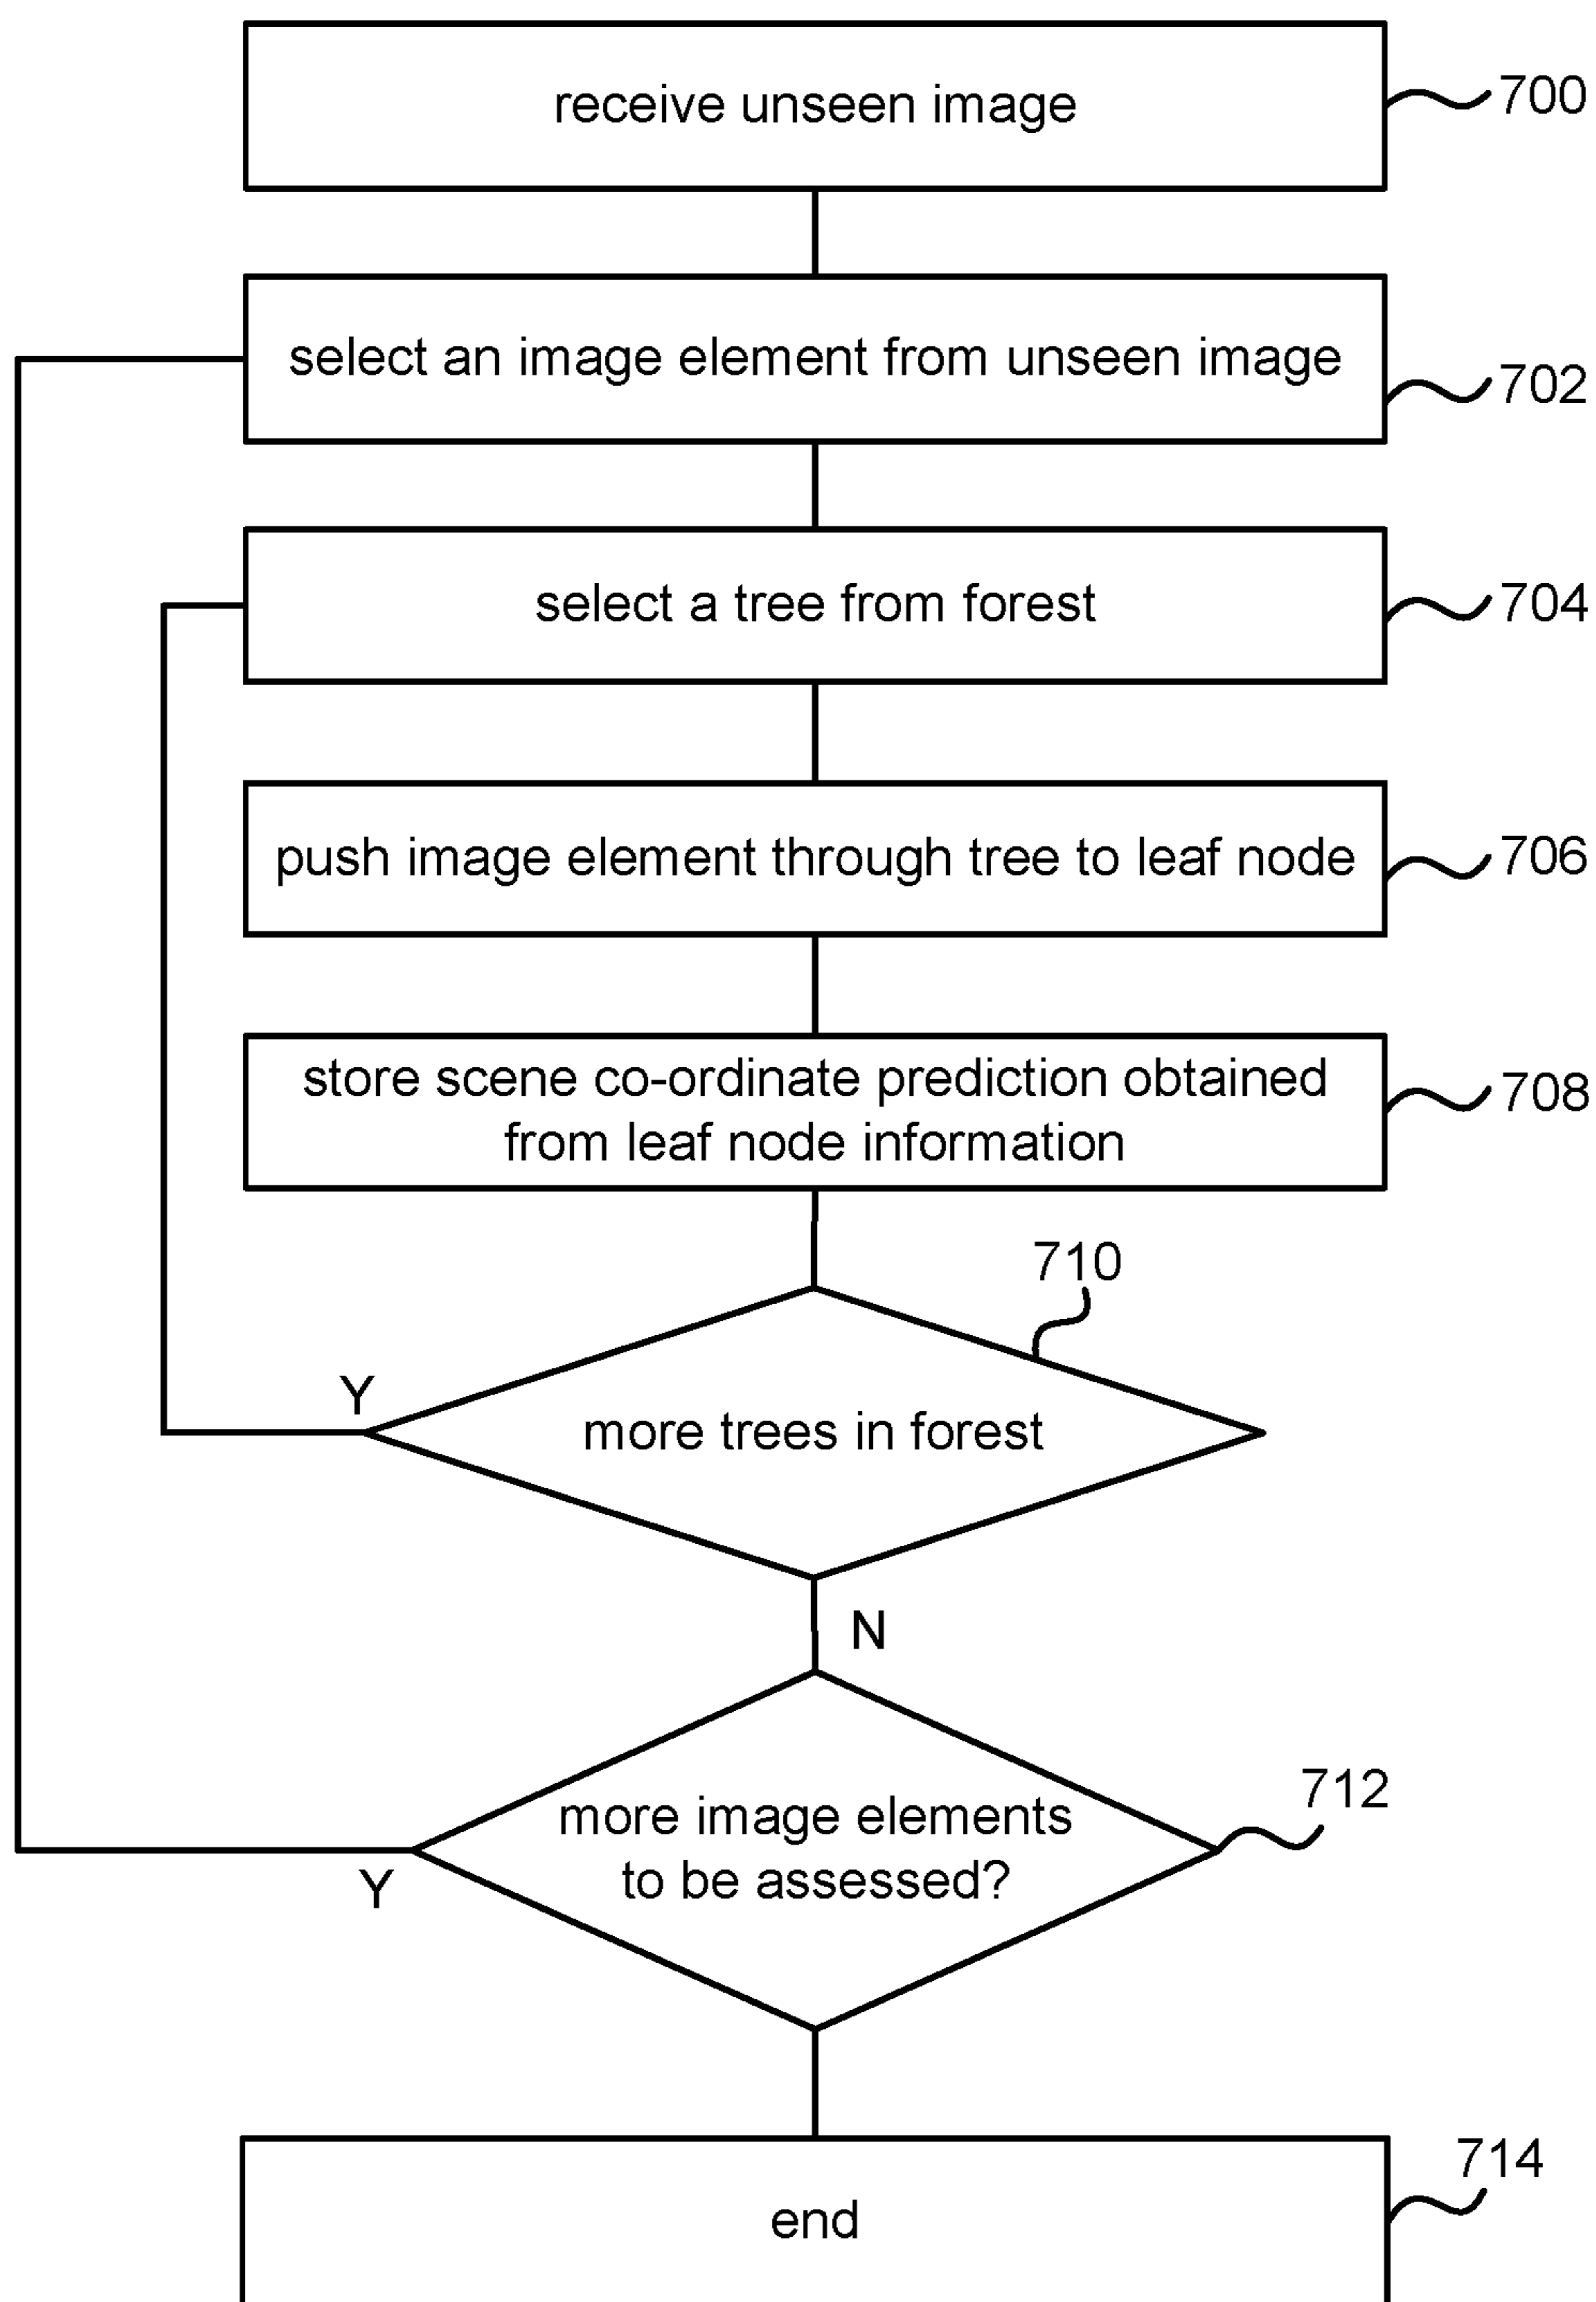 receive unseen image
700
select an image element from unseen image
702
select a tree from forest
704
push image element through tree to leaf node
706
store scene co-ordinate prediction obtained
from leaf node information
708
710
Y
more trees in forest
N
712
more image elements
to be assessed?
Y
714
end